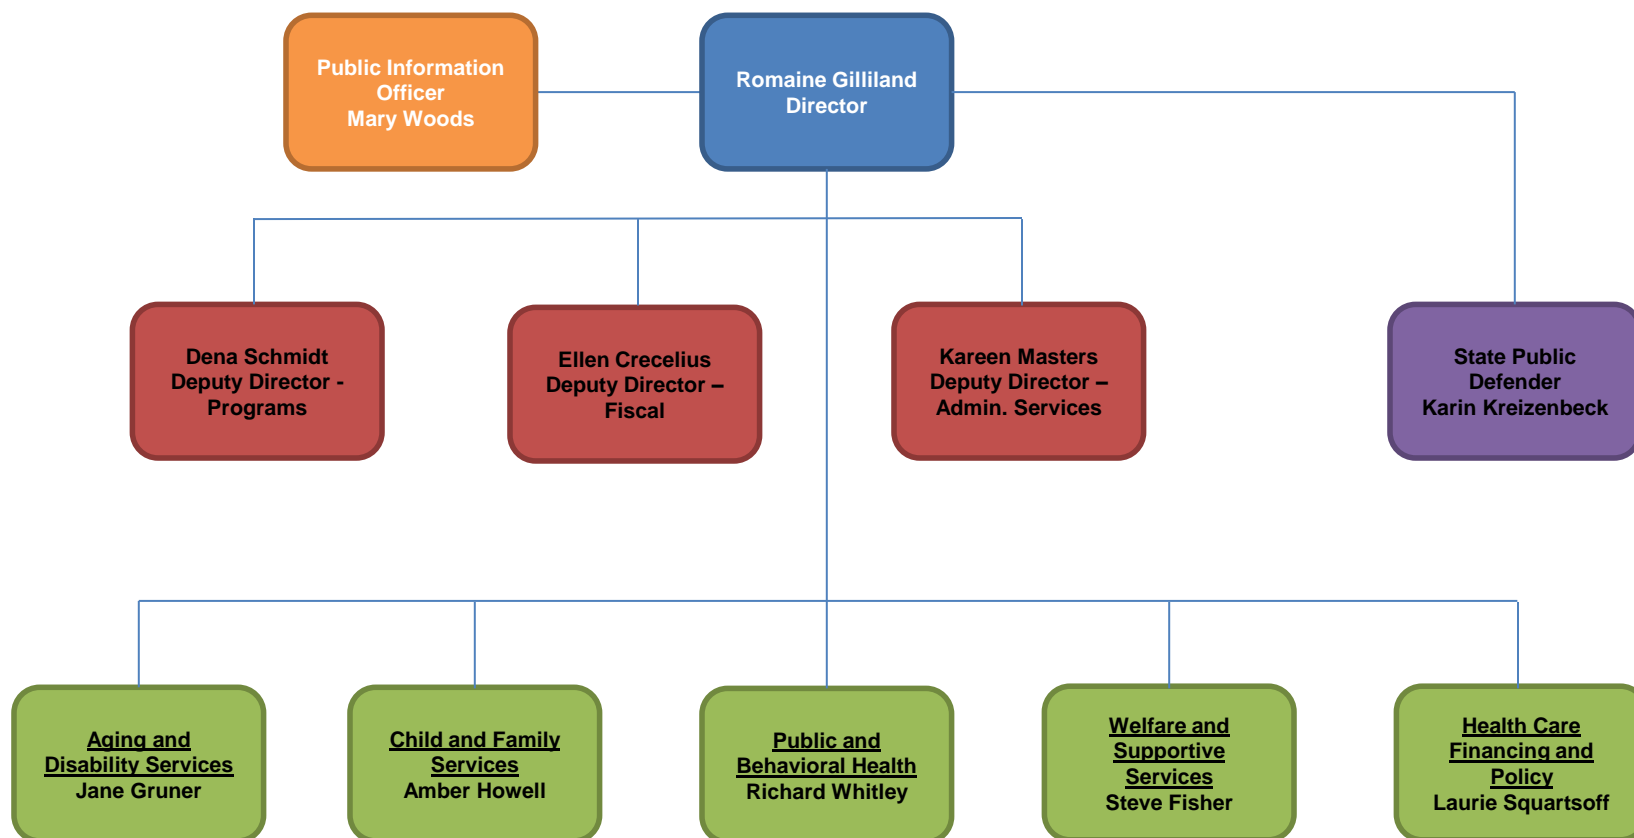 Public Information
Officer
Mary Woods
Romaine Gilliland
Director
Dena Schmidt
Deputy Director -
Programs
Ellen Crecelius
Deputy Director –
Fiscal
Kareen Masters
Deputy Director –
Admin. Services
State Public
Defender
Karin Kreizenbeck
Aging and
Disability Services
Jane Gruner
Child and Family
Services
Amber Howell
Public and
Behavioral Health
Richard Whitley
Welfare and
Supportive
Services
Steve Fisher
Health Care
Financing and
Policy
Laurie Squartsoff